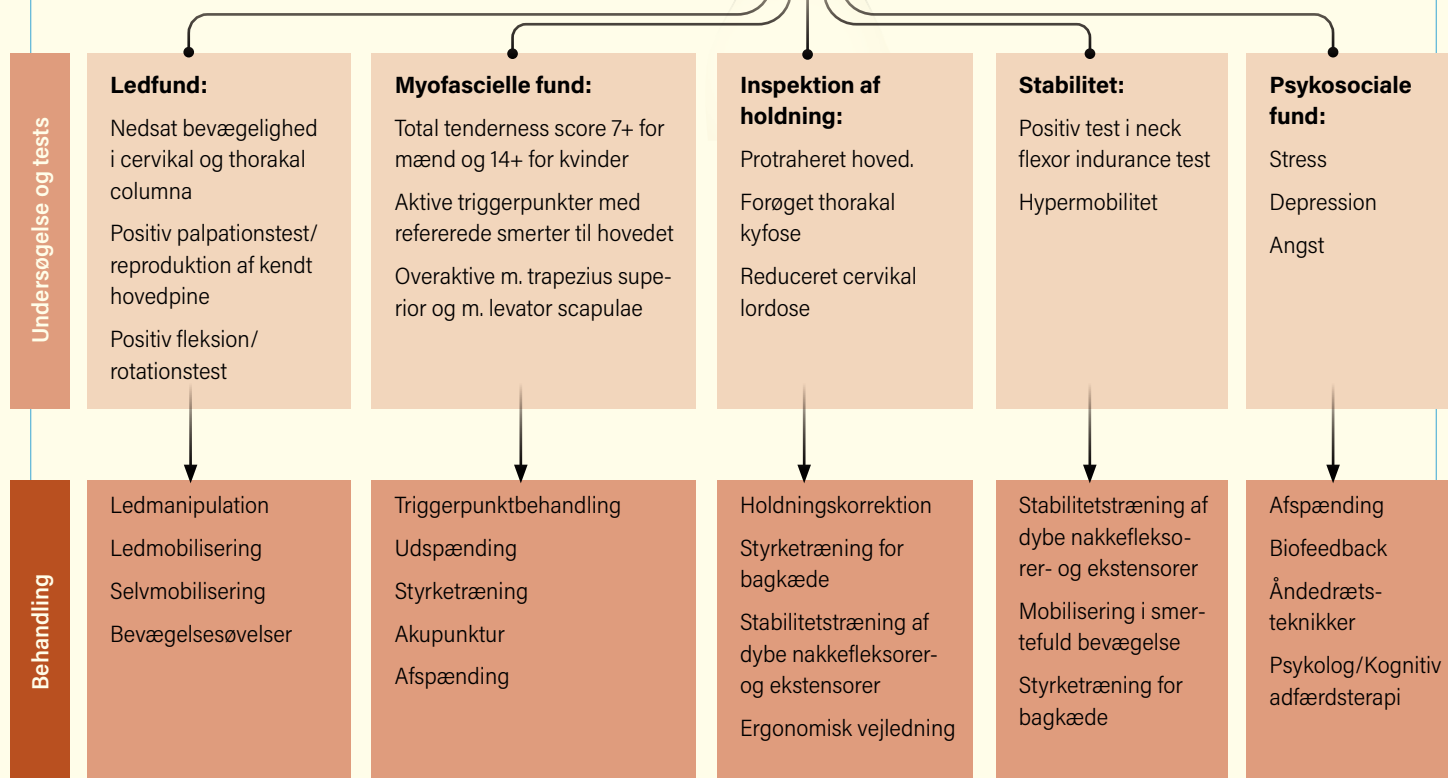 Undersøgelse og tests
Ledfund:
Nedsat bevægelighed
i cervikal og thorakal
columna
Positiv palpationstest/
reproduktion af kendt
hovedpine
Positiv fleksion/
rotationstest
Myofascielle fund:
Total tenderness score 7+ for
mænd og 14+ for kvinder
Aktive triggerpunkter med
refererede smerter til hovedet
Overaktive m. trapezius supe-
rior og m. levator scapulae
Inspektion af
holdning:
Protraheret hoved.
Forøget thorakal
kyfose
Reduceret cervikal
lordose
Stabilitet:
Positiv test i neck
flexor indurance test
Hypermobilitet
Psykosociale
fund:
Stress
Depression
Angst
Behandling
Ledmanipulation
Ledmobilisering
Selvmobilisering
Bevægelsesøvelser
Triggerpunktbehandling
Udspænding
Styrketræning
Akupunktur
Afspænding
Holdningskorrektion
Styrketræning for
bagkæde
Stabilitetstræning af
dybe nakkefleksorer-
og ekstensorer
Ergonomisk vejledning
Stabilitetstræning af
dybe nakkeflekso-
rer- og ekstensorer
Mobilisering i smer-
tefuld bevægelse
Styrketræning for
bagkæde
Afspænding
Biofeedback
Åndedræts-
teknikker
Psykolog/Kognitiv
adfærdsterapi